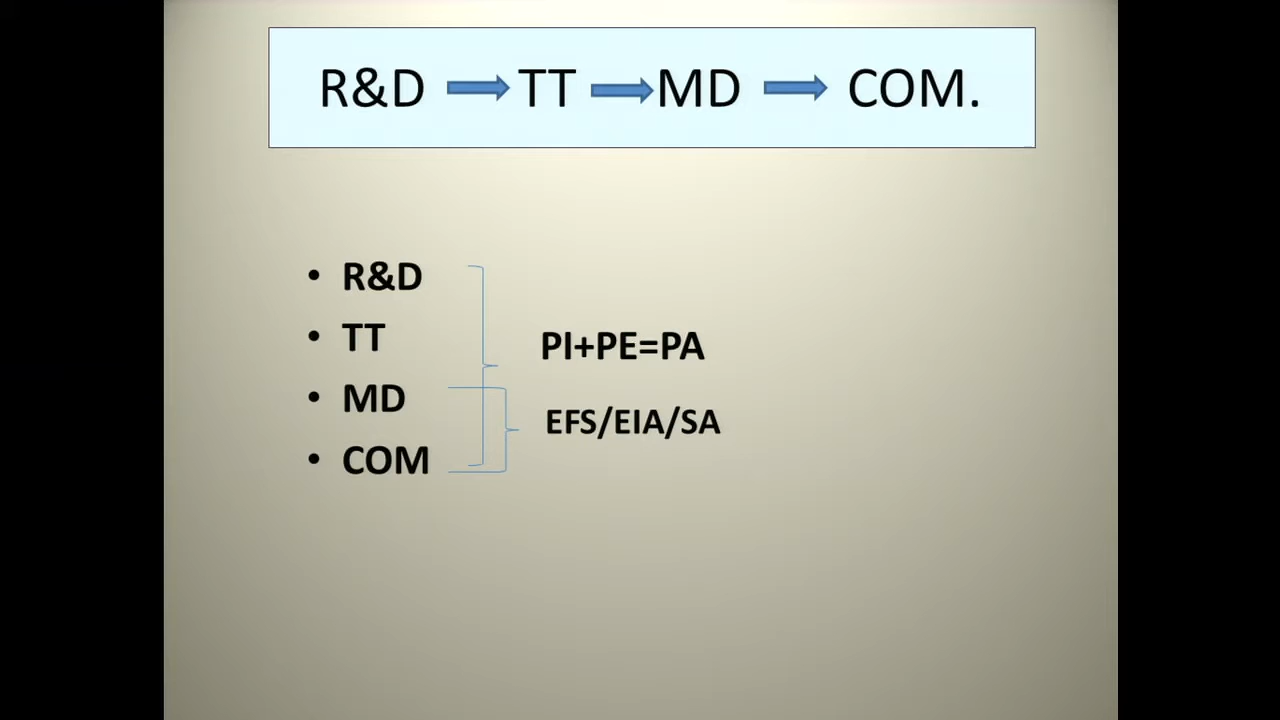 R&D TT MD COM.
• R&D
• TT
PI+PE=PA
• MD
EFS/EIA/SA
• COM